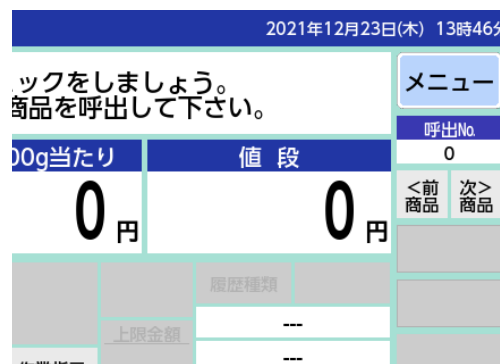 2021年12月23日(木) 13時46分
ックをしましょう。
商品を呼出して下さい。
メニュー
呼出No.
0
00g当たり
値 段
0 円
0 円
<前
商品
次>
商品
履歴種類
上限金額
---
---